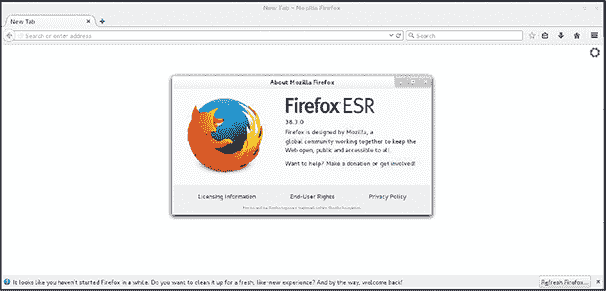 New Tab - Mozilla Firefox
New Tab
Search or enter address
Search
About Mozilla Firefox
Firefox ESR
38.3.0
Firefox is designed by Mozilla, a
global community working together to keep the
Web open, public and accessible to all.
Want to help? Make a donation or get involved!
Licensing Information End-User Rights Privacy Policy
It looks like you haven't started Firefox in a while. Do you want to clean it up for a fresh, like-new experience? And by the way, welcome back!
Refresh Firefox...